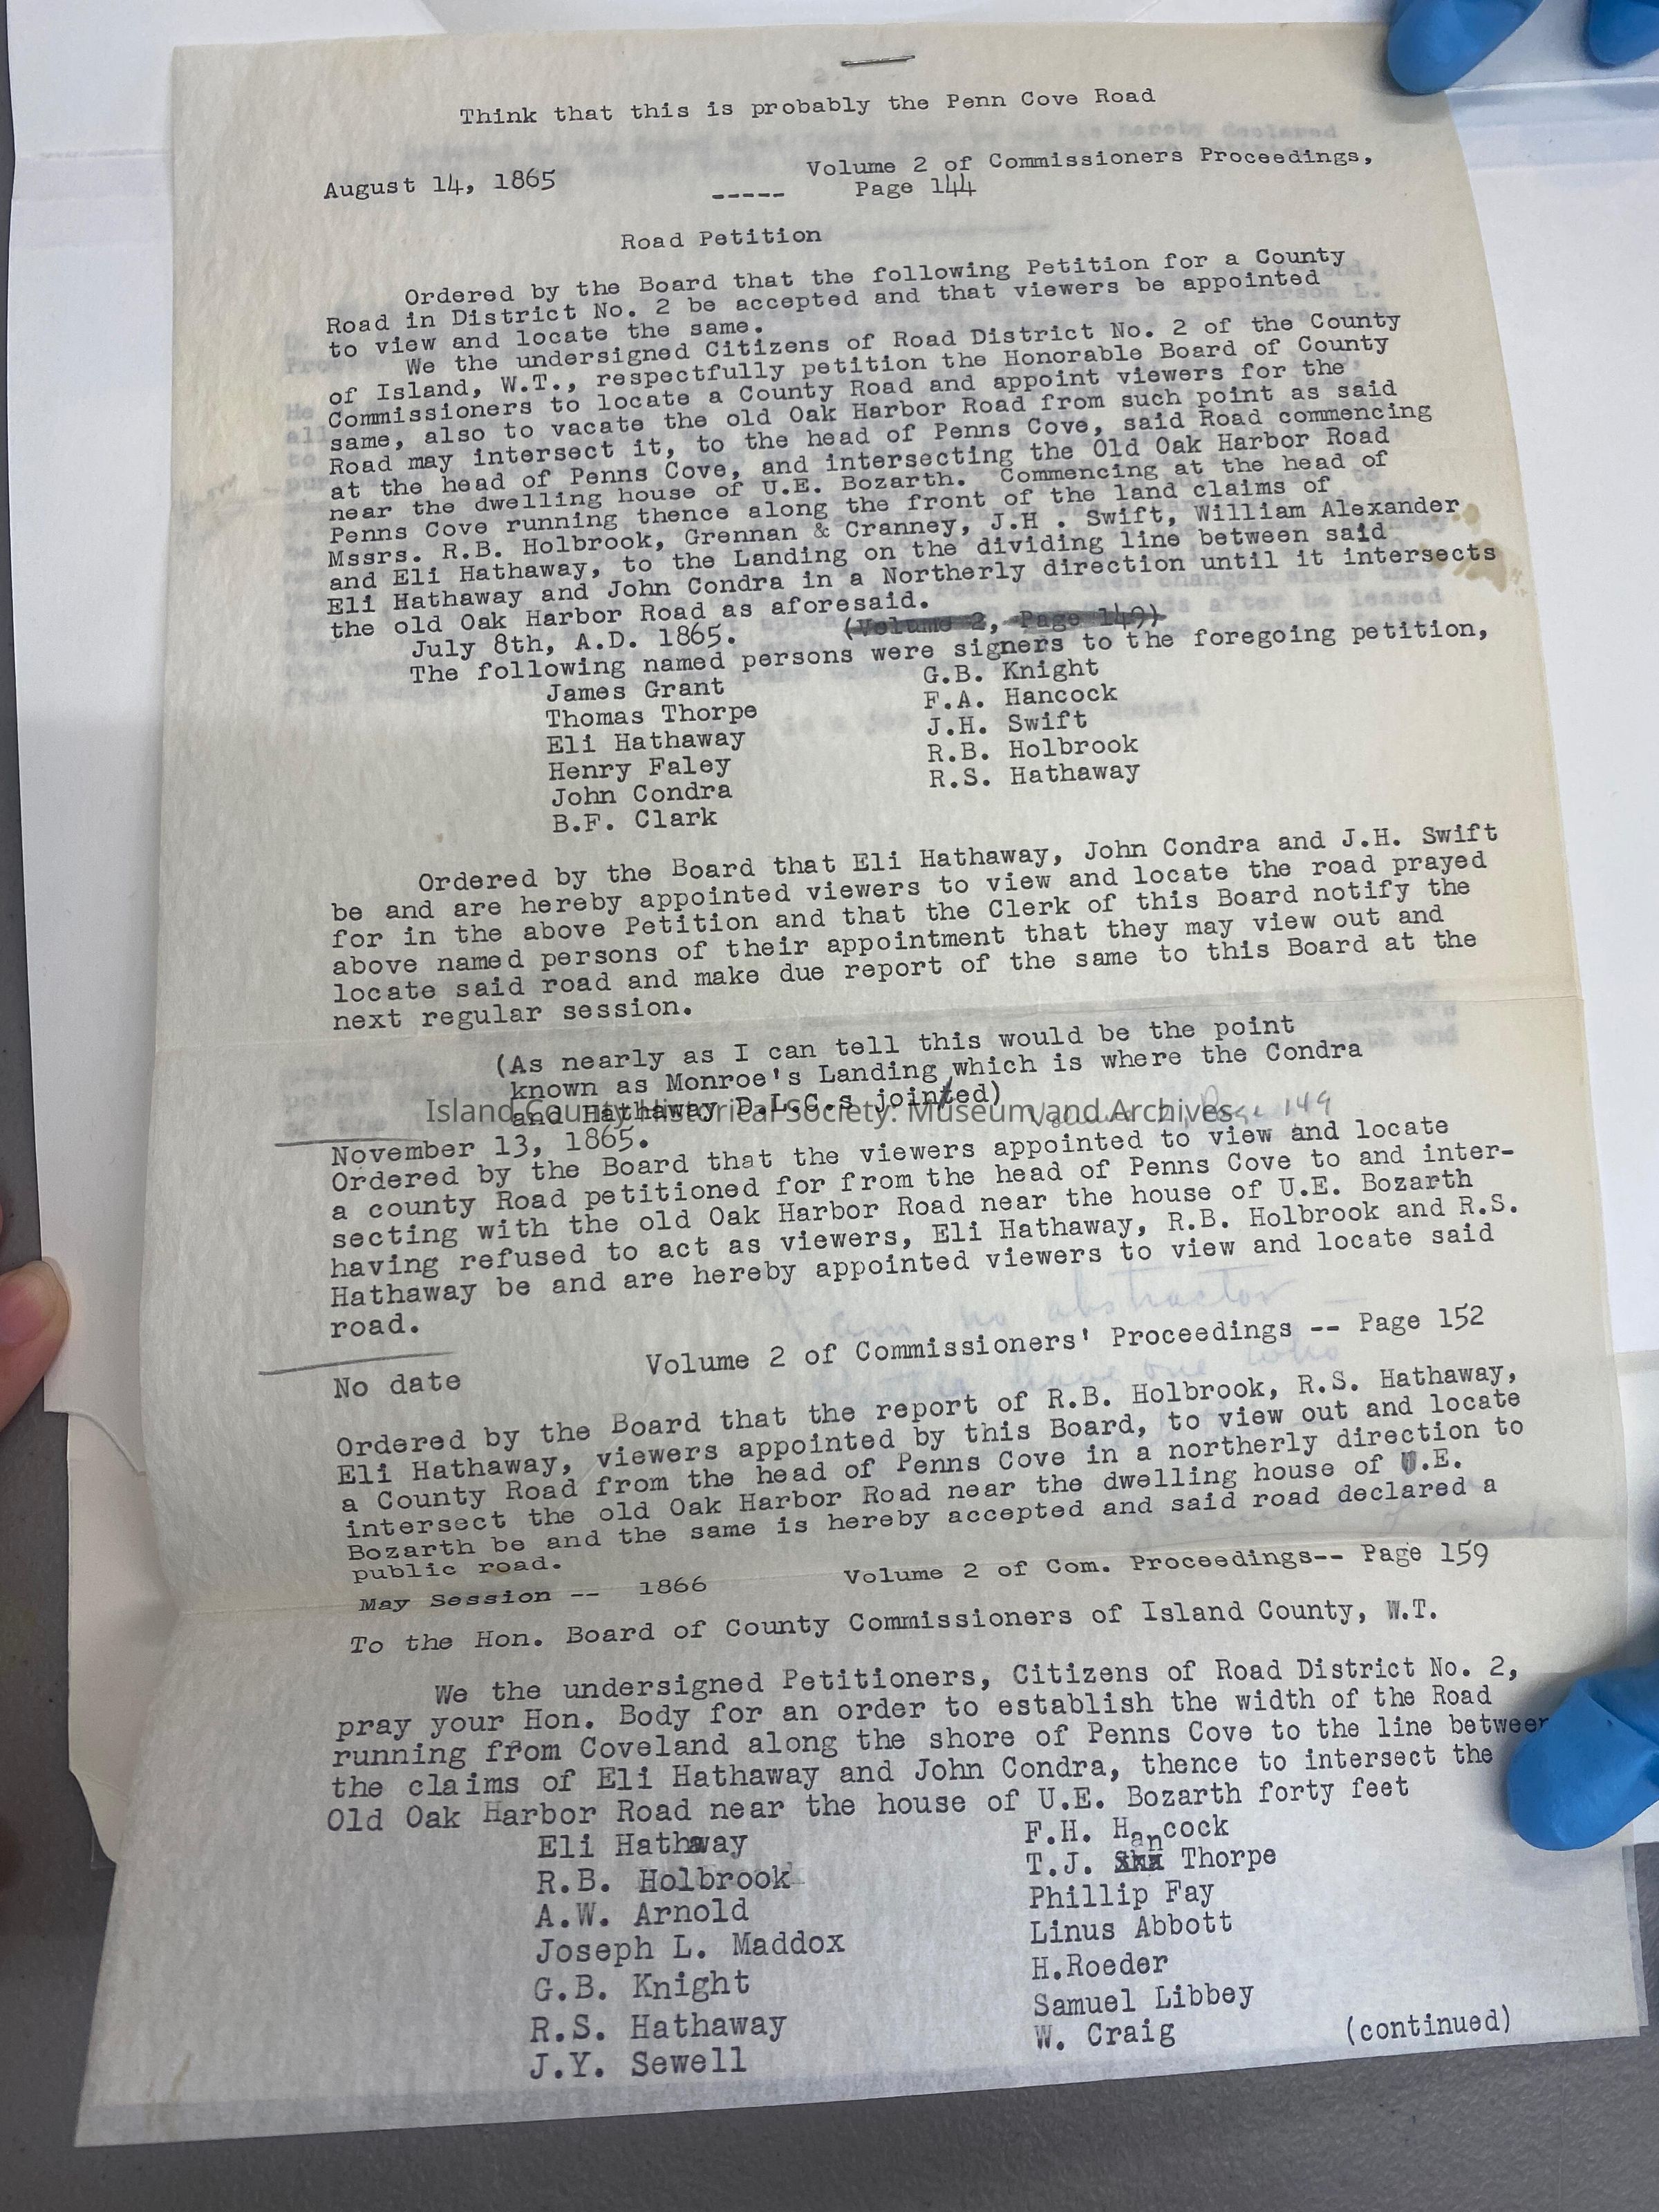 Think that this is probably the Penn Cove Road
August 14, 1865
Volume 2 of Commissioners Proceedings,
----- Page 144
Road Petition
Ordered by the Board that the following Petition for a County
Road in District No. 2 be accepted and that viewers be appointed
to view and locate the same.
We the undersigned Citizens of Road District No. 2 of the County
of Island, W.T., respectfully petition the Honorable Board of County
Commissioners to locate a County Road and appoint viewers for the
same, also to vacate the old Oak Harbor Road from such point as said
Road may intersect it, to the head of Penns Cove, said Road commencing
at the head of Penns Cove, and intersecting the Old Oak Harbor Road
near the dwelling house of U.E. Bozarth. Commencing at the head of
Penns Cove running thence along the front of the land claims of
Mssrs. R.B. Holbrook, Grennan & Cranney, J.H . Swift, William Alexander
and Eli Hathaway, to the Landing on the dividing line between said
Eli Hathaway and John Condra in a Northerly direction until it intersects
the old Oak Harbor Road as aforesaid.
July 8th, A.D. 1865. (Volume 2, Page 149)
The following named persons were signers to the foregoing petition,
James Grant
Thomas Thorpe
Eli Hathaway
Henry Faley
John Condra
B.F. Clark
G.B. Knight
F.A. Hancock
J.H. Swift
R.B. Holbrook
R.S. Hathaway
Ordered by the Board that Eli Hathaway, John Condra and J.H. Swift
be and are hereby appointed viewers to view and locate the road prayed
for in the above Petition and that the Clerk of this Board notify the
above named persons of their appointment that they may view out and
locate said road and make due report of the same to this Board at the
next regular session.
(As nearly as I can tell this would be the point
known as Monroe's Landing which is where the Condra
and Hathaway D.L.C.s jointed)
Island County Historical Society: Museum and Archives
Volume 2, Page 149
November 13, 1865.
Ordered by the Board that the viewers appointed to view and locate
a county Road petitioned for from the head of Penns Cove to and inter-
secting with the old Oak Harbor Road near the house of U.E. Bozarth
having refused to act as viewers, Eli Hathaway, R.B. Holbrook and R.S.
Hathaway be and are hereby appointed viewers to view and locate said
road.
Volume 2 of Commissioners' Proceedings -- Page 152
No date
Ordered by the Board that the report of R.B. Holbrook, R.S. Hathaway,
Eli Hathaway, viewers appointed by this Board, to view out and locate
a County Road from the head of Penns Cove in a northerly direction to
intersect the old Oak Harbor Road near the dwelling house of U.E.
Bozarth be and the same is hereby accepted and said road declared a
public road.
May Session -- 1866 Volume 2 of Com. Proceedings-- Page 159
To the Hon. Board of County Commissioners of Island County, W.T.
We the undersigned Petitioners, Citizens of Road District No. 2,
pray your Hon. Body for an order to establish the width of the Road
running from Coveland along the shore of Penns Cove to the line between
the claims of Eli Hathaway and John Condra, thence to intersect the
Old Oak Harbor Road near the house of U.E. Bozarth forty feet
Eli Hathaway
R.B. Holbrook
A.W. Arnold
Joseph L. Maddox
G.B. Knight
R.S. Hathaway
J.Y. Sewell
F.H. Hancock
T.J. Thorpe
Phillip Fay
Linus Abbott
H.Roeder
Samuel Libbey
W. Craig
(continued)